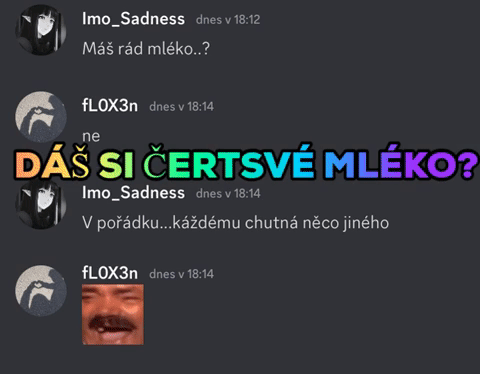 Imo_Sadness dnes v 18:12
Máš rád mléko..?
fL0X3n dnes v 18:14
ne
DÁŠ SI ČERTSVÉ MLÉKO?
Imo_Sadness dnes v 18:14
V pořádku...káždému chutná něco jiného
fL0X3n dnes v 18:14